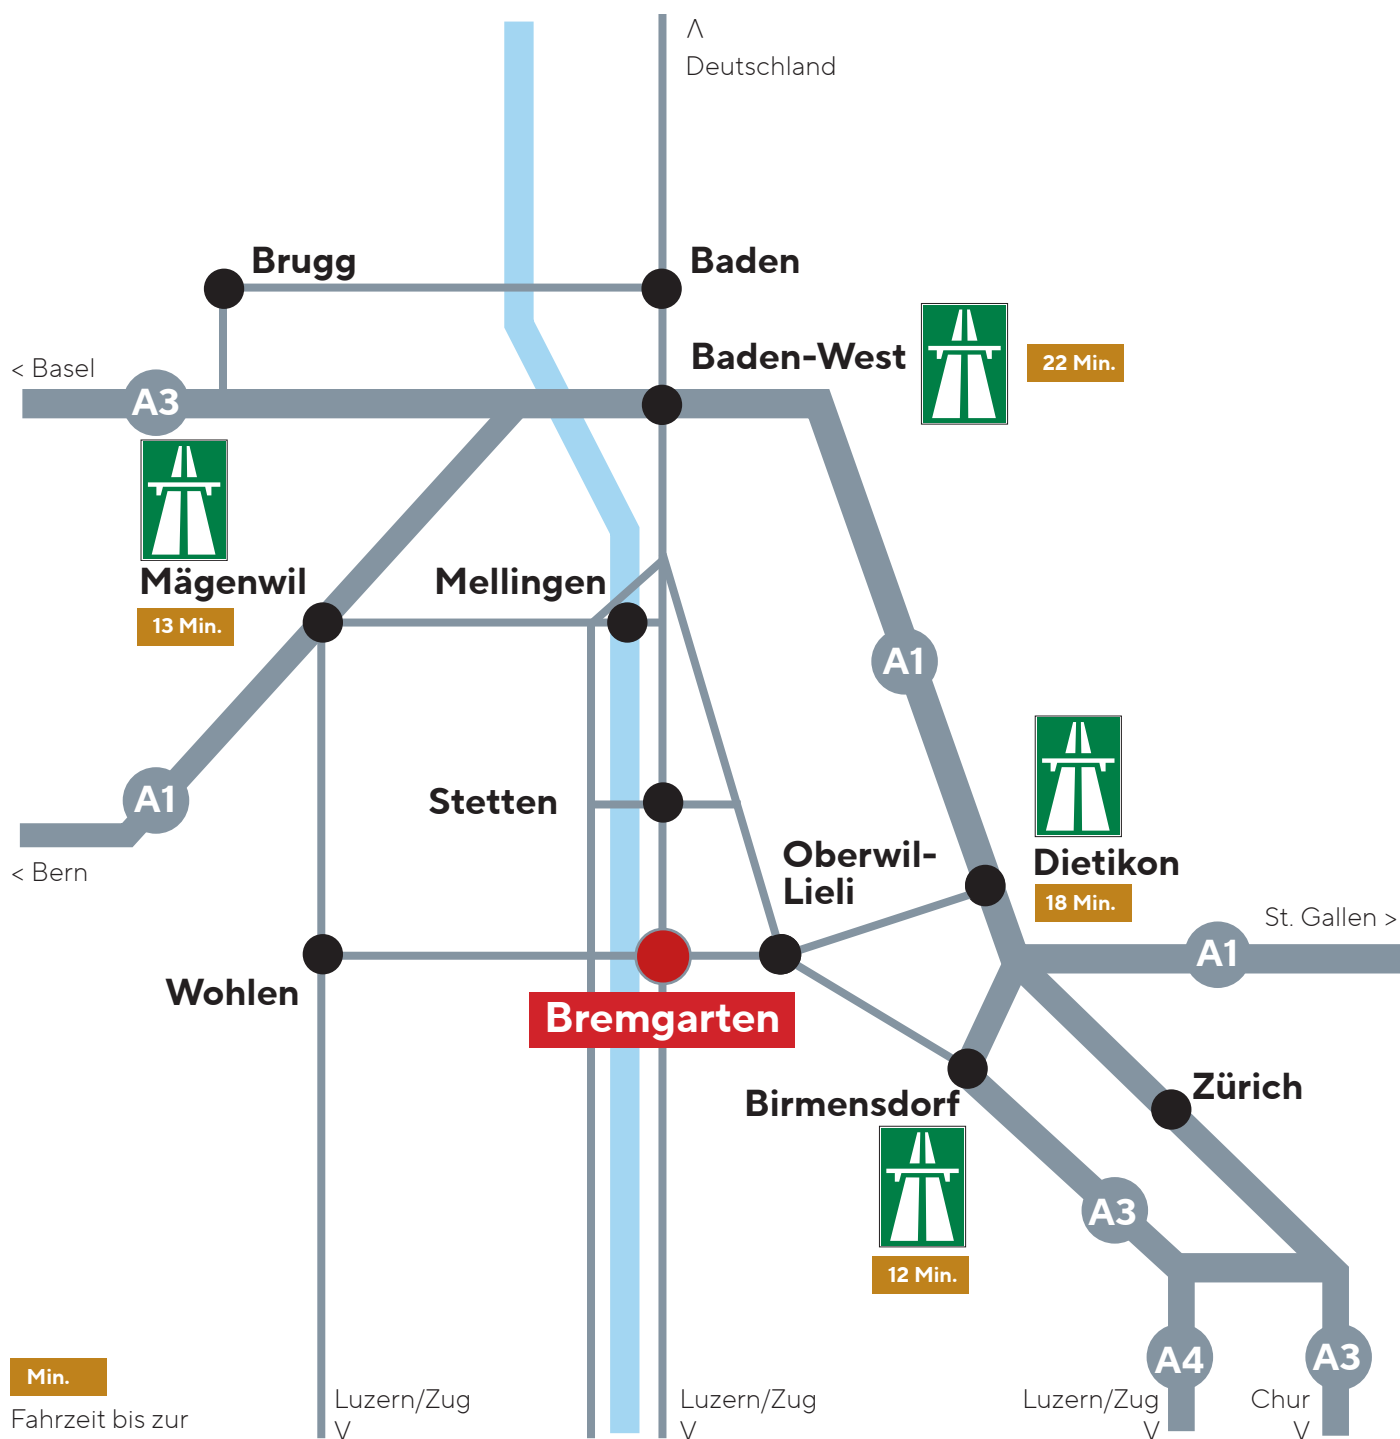 Λ
Deutschland
Brugg
Baden
Baden-West
22 Min.
< Basel
A3
Mägenwil
13 Min.
Mellingen
A1
A1
< Bern
Stetten
Oberwil-
Lieli
Dietikon
18 Min.
St. Gallen >
A1
Wohlen
Bremgarten
Birmensdorf
12 Min.
Zürich
A3
A4
A3
Min.
Fahrzeit bis zur
Luzern/Zug
V
Luzern/Zug
V
Luzern/Zug
V
Chur
V